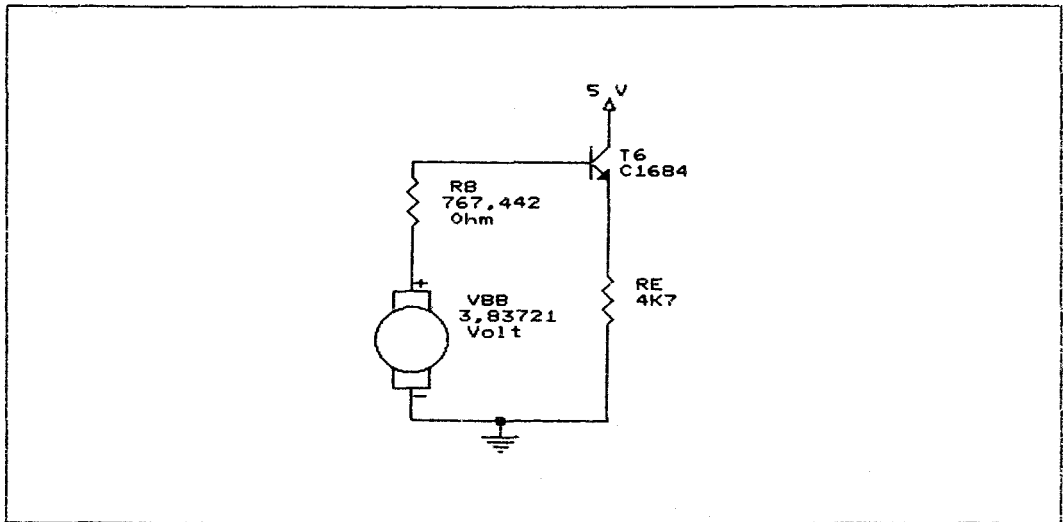 5 V
T6
C1684
RB
767,442
Ohm
+
VBB
3,83721
Volt
-
RE
4K7